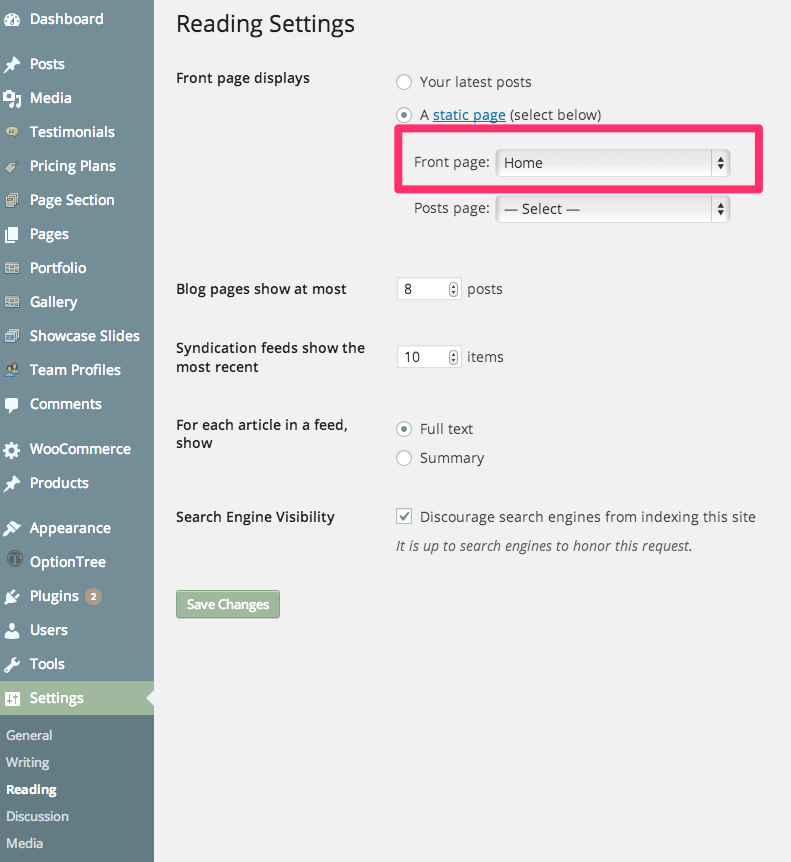 Dashboard
Posts
Media
Testimonials
Pricing Plans
Page Section
Pages
Portfolio
Gallery
Showcase Slides
Team Profiles
Comments
WooCommerce
Products
Appearance
OptionTree
Plugins 2
Users
Tools
Settings
General
Writing
Reading
Discussion
Media
Reading Settings
Front page displays
Your latest posts
A static page (select below)
Front page: Home
Posts page: — Select —
Blog pages show at most
8 posts
Syndication feeds show the
most recent
10 items
For each article in a feed,
show
Full text
Summary
Search Engine Visibility
Discourage search engines from indexing this site
It is up to search engines to honor this request.
Save Changes